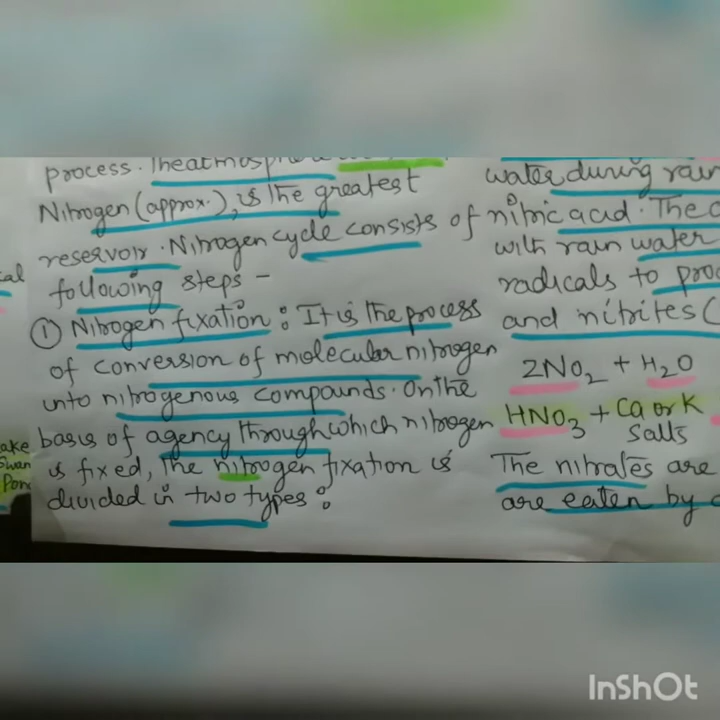 process. The atmosphere
Nitrogen (approx.), is the greatest
reservoir. Nitrogen cycle consists of
following steps -
① Nitrogen fixation : It is the process
of conversion of molecular nitrogen
into nitrogenous compounds. On the
basis of agency through which nitrogen
is fixed, the nitrogen fixation is
divided in two types :
water during rain
nitric acid. The
with rain water
radicals to
and nitrites (
2NO2 + H2O
HNO3 + Ca or K
Salts
The nitrates are
are eaten by
InShOt